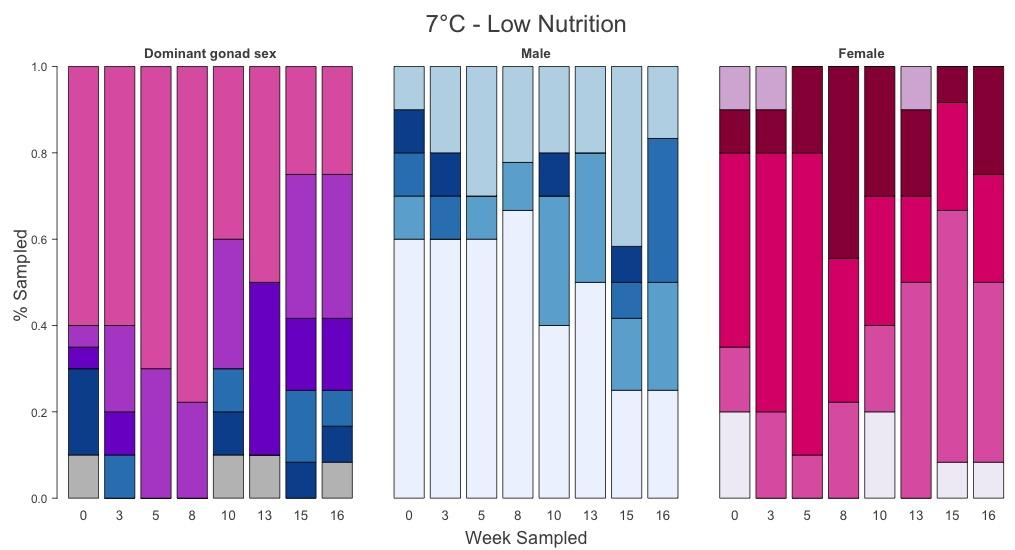 7°C - Low Nutrition
Dominant gonad sex
Male
Female
% Sampled
1.0
0.8
0.6
0.4
0.2
0.0
0 3 5 8 10 13 15 16
0 3 5 8 10 13 15 16
0 3 5 8 10 13 15 16
Week Sampled